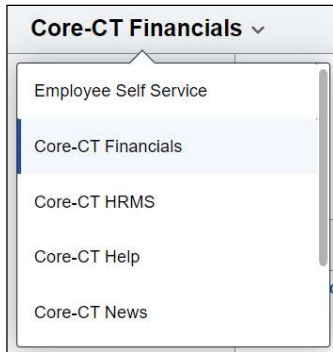 Core-CT Financials
Employee Self Service
Core-CT Financials
Core-CT HRMS
Core-CT Help
Core-CT News